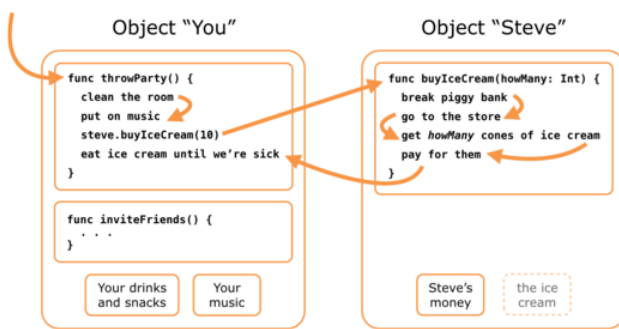 Object “You”
func throwParty() {
clean the room
put on music
steve.buyIceCream(10)
eat ice cream until we’re sick
}
func inviteFriends() {
. . .
}
Your drinks
and snacks
Your
music
Object “Steve”
func buyIceCream(howMany: Int) {
break piggy bank
go to the store
get howMany cones of ice cream
pay for them
}
Steve’s
money
the ice
cream